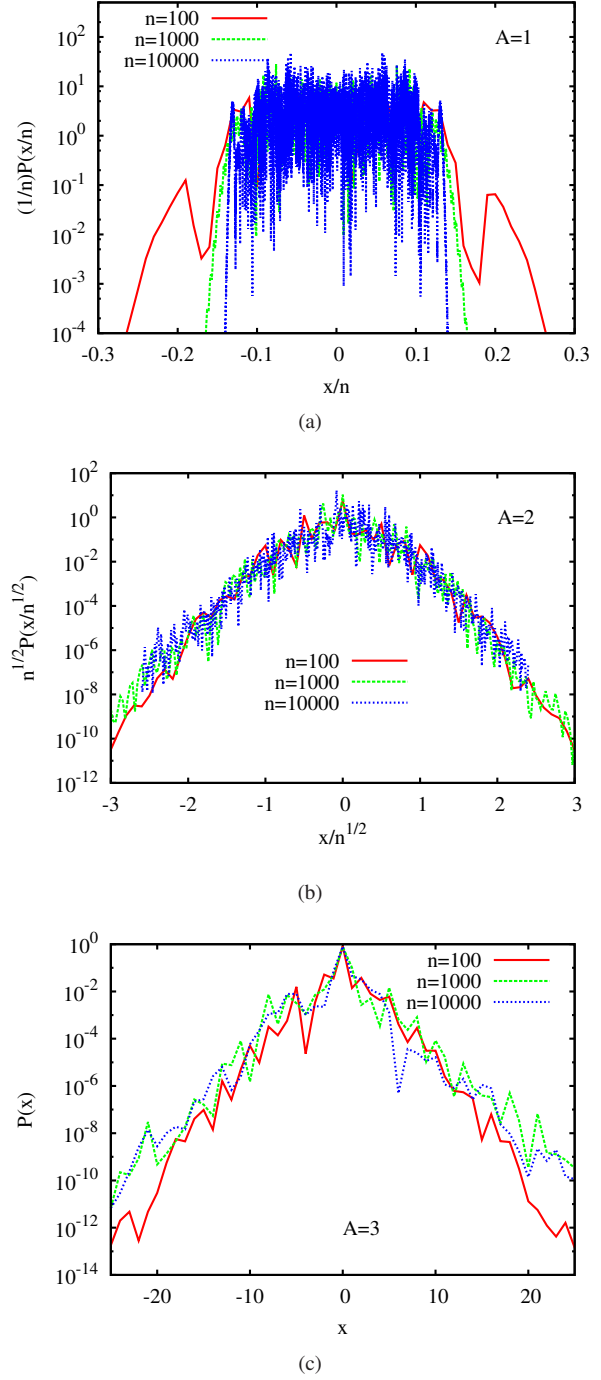 n=100
n=1000
n=10000
A=1
(1/n)P(x/n)
10^2
10^1
10^0
10^-1
10^-2
10^-3
10^-4
-0.3 -0.2 -0.1 0 0.1 0.2 0.3
x/n
(a)
A=2
n^1/2P(x/n^1/2)
10^2
10^0
10^-2
10^-4
10^-6
10^-8
10^-10
10^-12
n=100
n=1000
n=10000
-3 -2 -1 0 1 2 3
x/n^1/2
(b)
n=100
n=1000
n=10000
P(x)
10^0
10^-2
10^-4
10^-6
10^-8
10^-10
10^-12
10^-14
A=3
-20 -10 0 10 20
x
(c)